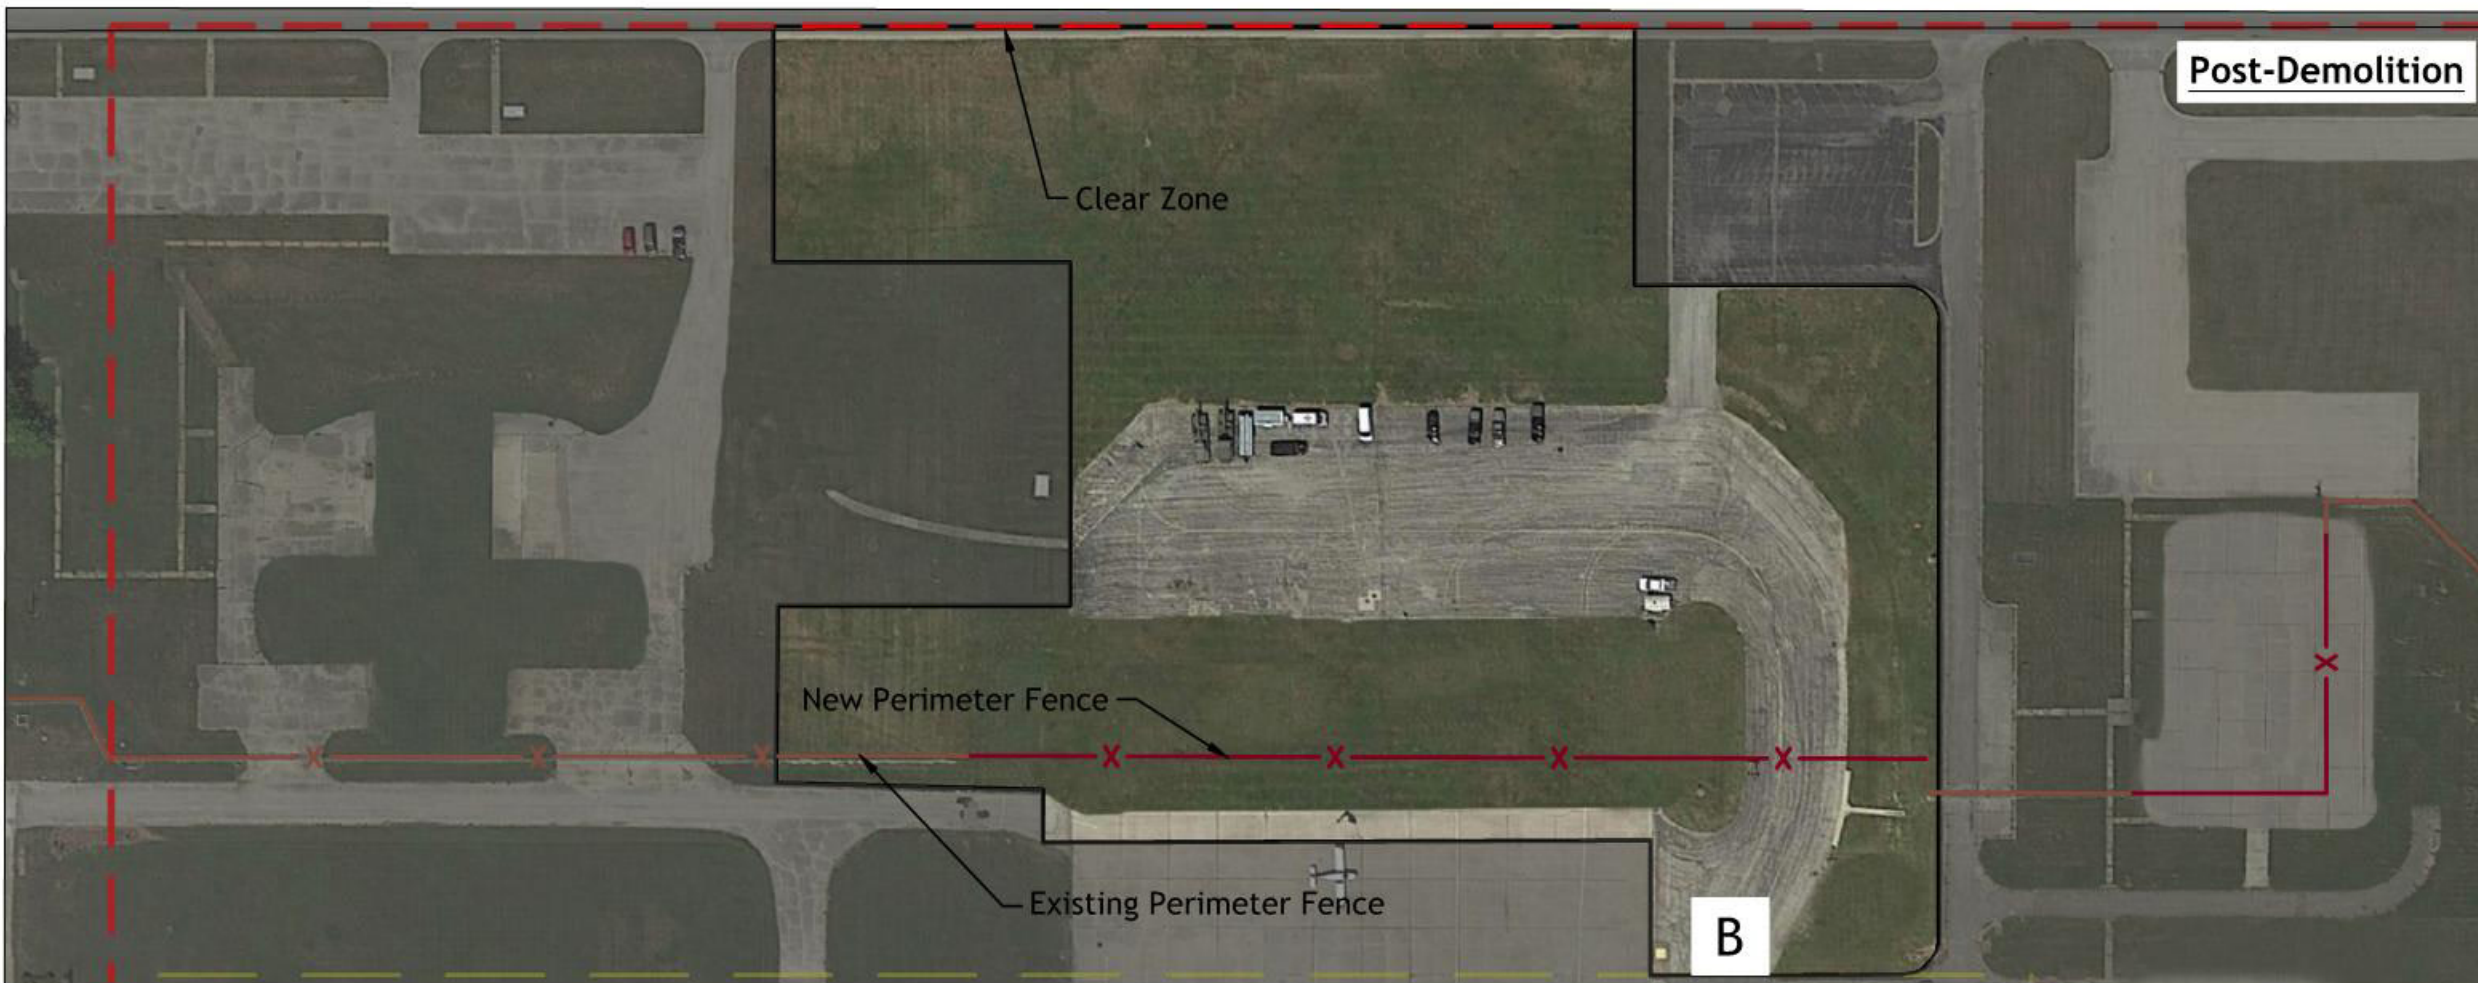 Post-Demolition
Clear Zone
New Perimeter Fence
Existing Perimeter Fence
B